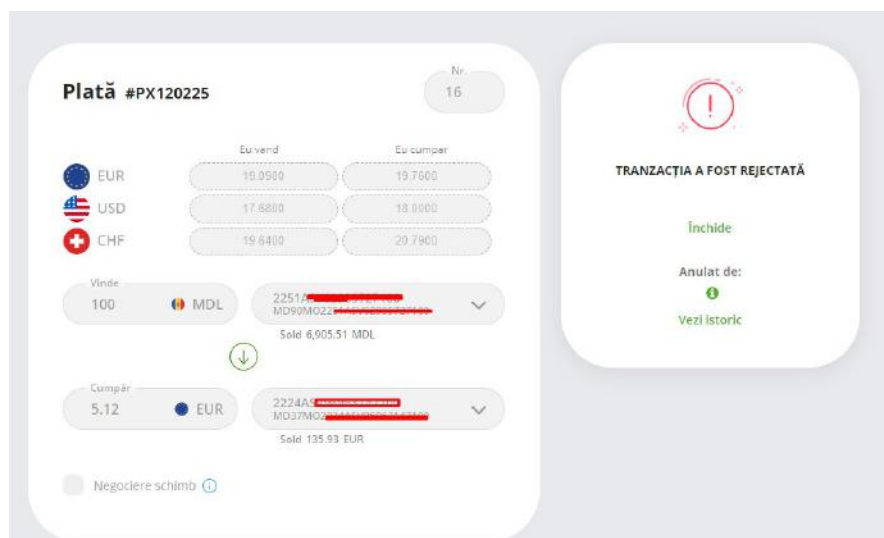 Plată #PX120225
Nr.
16
Eu vand
Eu cumpar
EUR
19.0900
19.7600
USD
17.6800
18.0000
CHF
19.6400
20.7900
Vinde
100
MDL
2251A
MD90MO22
Sold 6,905.51 MDL
Cumpăr
5.12
EUR
2224AS
MD37MO2
Sold 135.93 EUR
Negociere schimb
TRANZACȚIA A FOST REJECTATĂ
Închide
Anulat de:
Vezi istoric